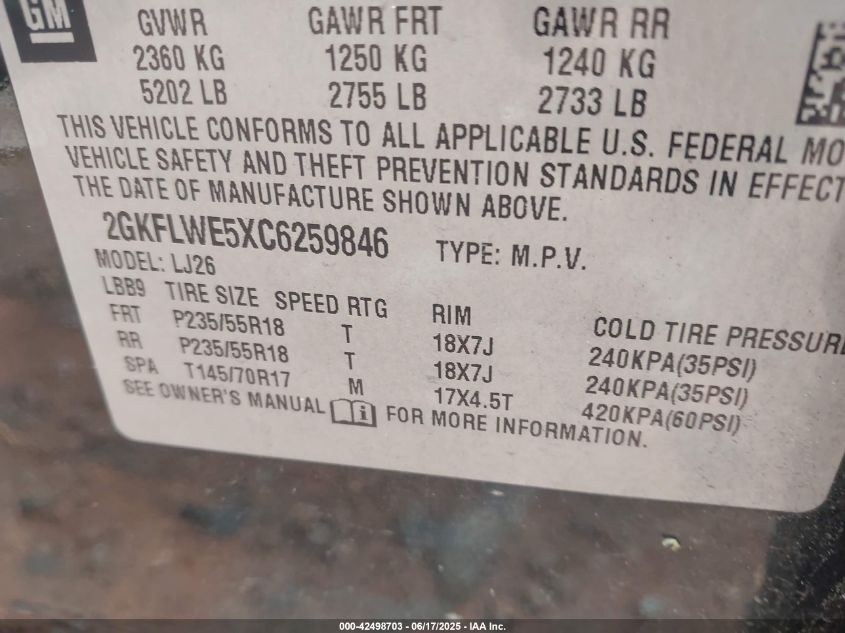 GM
GVWR GAWR FRT GAWR RR
2360 KG 1250 KG 1240 KG
5202 LB 2755 LB 2733 LB
THIS VEHICLE CONFORMS TO ALL APPLICABLE U.S. FEDERAL MO
VEHICLE SAFETY AND THEFT PREVENTION STANDARDS IN EFFECT
THE DATE OF MANUFACTURE SHOWN ABOVE.
2GKFLWE5XC6259846 TYPE: M.P.V.
MODEL: LJ26
LBB9 TIRE SIZE SPEED RTG RIM COLD TIRE PRESSURE
FRT P235/55R18 T 18X7J 240KPA(35PSI)
RR P235/55R18 T 18X7J 240KPA(35PSI)
SPA T145/70R17 M 17X4.5T 420KPA(60PSI)
SEE OWNER'S MANUAL FOR MORE INFORMATION.
000-42498703 - 06/17/2025 - IAA Inc.